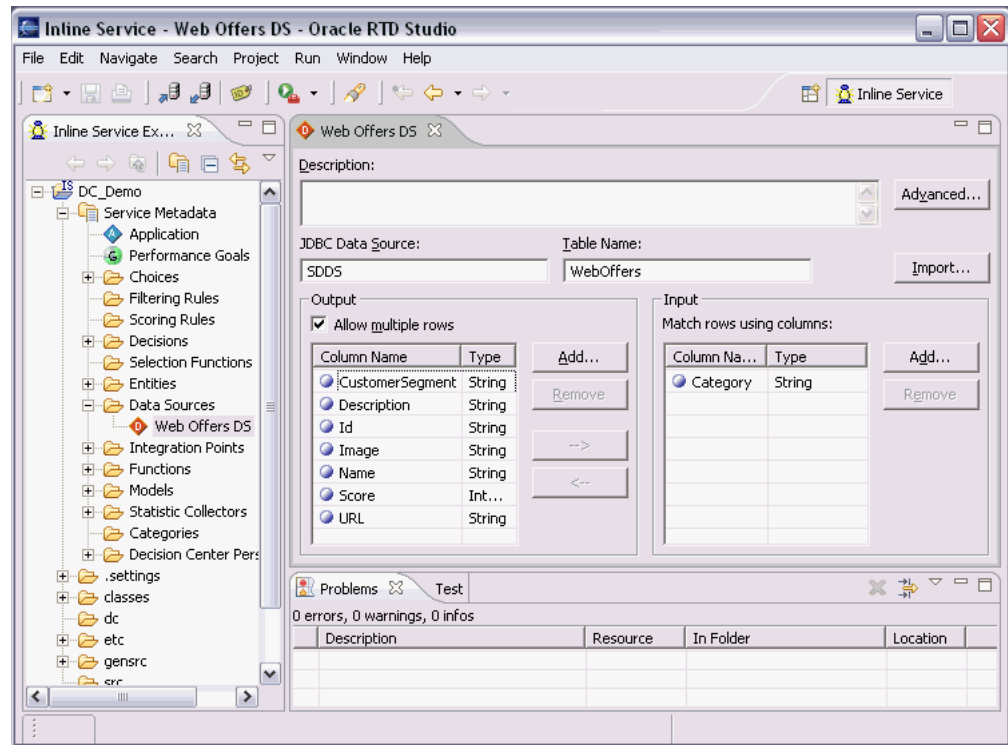 Inline Service - Web Offers DS - Oracle RTD Studio
File Edit Navigate Search Project Run Window Help
Inline Service
Inline Service Ex...
DC_Demo
Service Metadata
Application
Performance Goals
Choices
Filtering Rules
Scoring Rules
Decisions
Selection Functions
Entities
Data Sources
Web Offers DS
Integration Points
Functions
Models
Statistic Collectors
Categories
Decision Center Pers
.settings
classes
dc
etc
gensrc
src
Web Offers DS
Description:
Advanced...
JDBC Data Source: Table Name:
SDDS WebOffers Import...
Output
Allow multiple rows
Column Name Type
CustomerSegment String
Description String
Id String
Image String
Name String
Score Int...
URL String
Add...
Remove
-->
<--
Input
Match rows using columns:
Column Na... Type
Category String
Add...
Remove
Problems Test
0 errors, 0 warnings, 0 infos
Description Resource In Folder Location